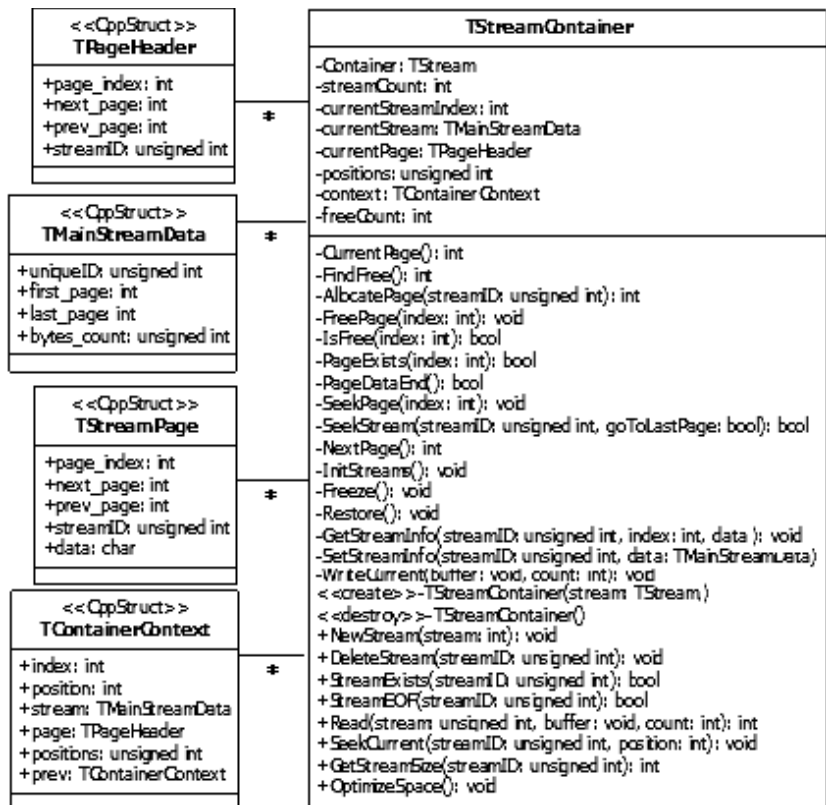 <<CppStruct>>
TPageHeader
+page_index: int
+next_page: int
+prev_page: int
+streamID: unsigned int
*
<<CppStruct>>
TMainStreamData
+uniqueID: unsigned int
+first_page: int
+last_page: int
+bytes_count: unsigned int
*
<<CppStruct>>
TStreamPage
+page_index: int
+next_page: int
+prev_page: int
+streamID: unsigned int
+data: char
*
<<CppStruct>>
TContainerContext
+index: int
+position: int
+stream: TMainStreamData
+page: TPageHeader
+positions: unsigned int
+prev: TContainerContext
*
TStreamContainer
-Container: TStream
-streamCount: int
-currentStreamIndex: int
-currentStream: TMainStreamData
-currentPage: TPageHeader
-positions: unsigned int
-context: TContainerContext
-freeCount: int
-CurrentPage(): int
-FindFree(): int
-AllocatePage(streamID: unsigned int): int
-FreePage(index: int): void
-IsFree(index: int): bool
-PageExists(index: int): bool
-PageDataEnd(): bool
-SeekPage(index: int): void
-SeekStream(streamID: unsigned int, goToLastPage: bool): bool
-NextPage(): int
-InitStreams(): void
-Freeze(): void
-Restore(): void
-GetStreamInfo(streamID: unsigned int, index: int, data ): void
-SetStreamInfo(streamID: unsigned int, data: TMainStreamData)
-WriteCurrent(buffer: void, count: int): void
<<create>>-TStreamContainer(stream: TStream,)
<<destroy>>-TStreamContainer()
+NewStream(stream: int): void
+DeleteStream(streamID: unsigned int): void
+StreamExists(streamID: unsigned int): bool
+StreamEOF(streamID: unsigned int): bool
+Read(stream: unsigned int, buffer: void, count: int): int
+SeekCurrent(streamID: unsigned int, position: int): void
+GetStreamSize(streamID: unsigned int): int
+OptimizeSpace(): void